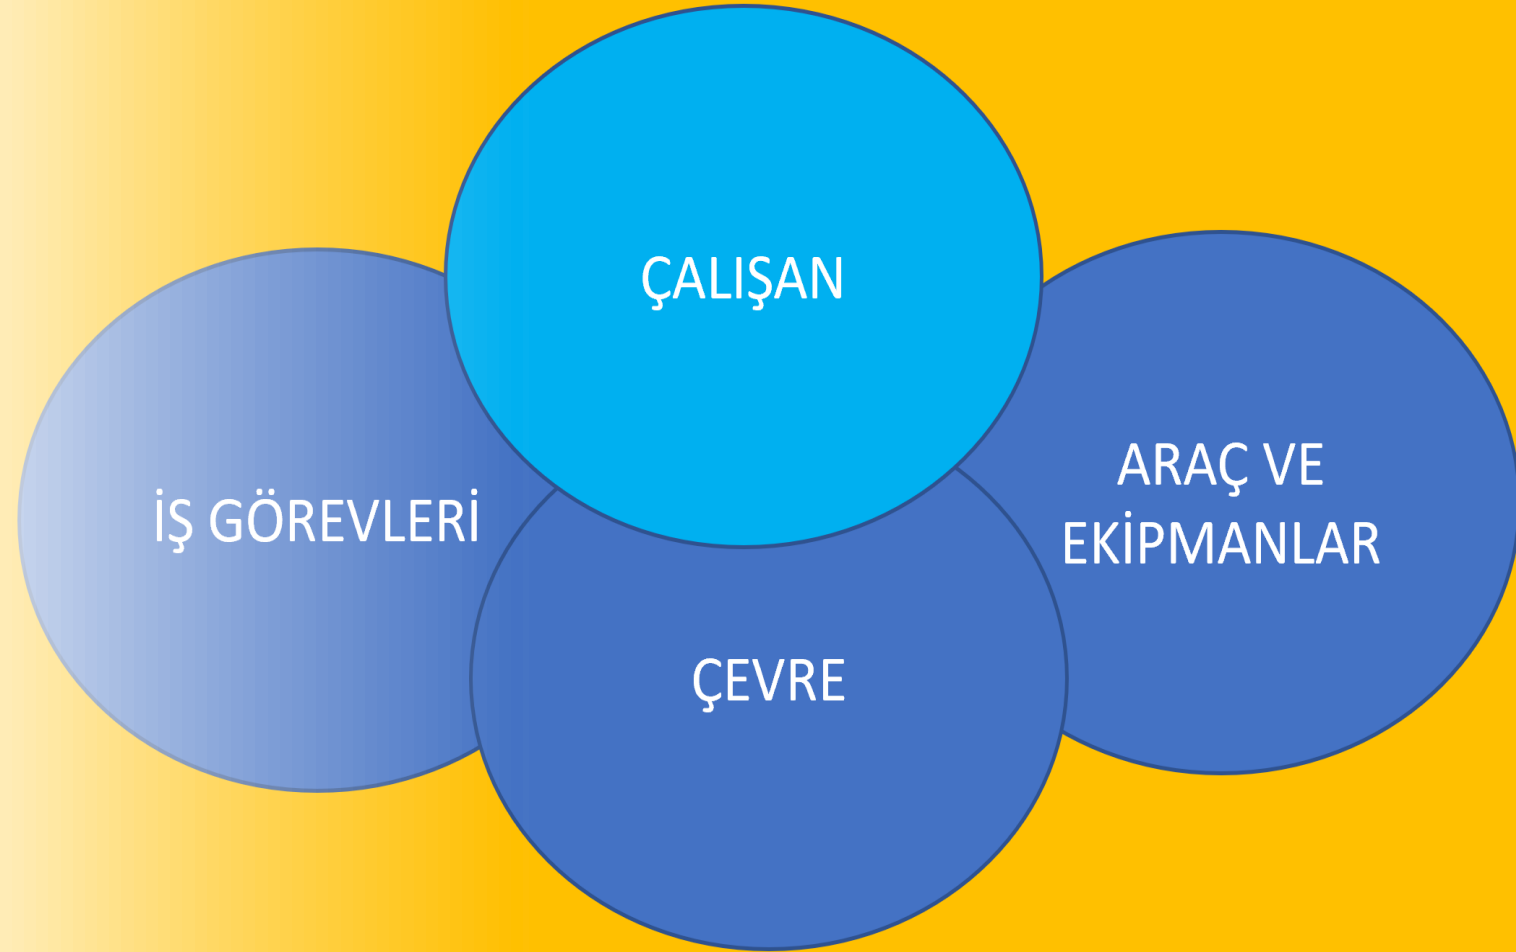 ÇALIŞAN
İŞ GÖREVLERİ
ARAÇ VE
EKİPMANLAR
ÇEVRE